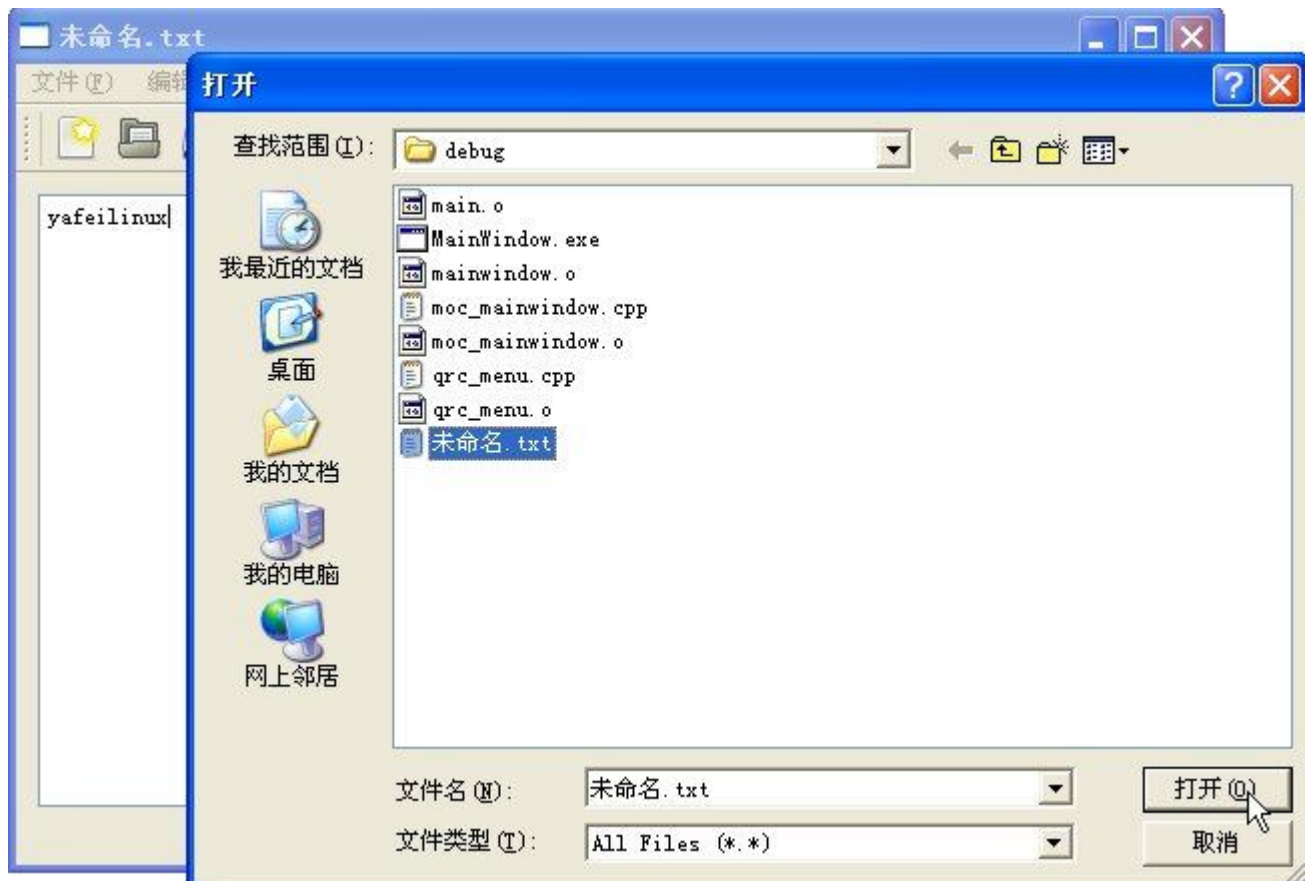 未命名.txt
文件(F) 编辑
打开
查找范围(I):
debug
yafeilinux
我最近的文档
桌面
我的文档
我的电脑
网上邻居
main.o
MainWindow.exe
mainwindow.o
moc_mainwindow.cpp
moc_mainwindow.o
qrc_menu.cpp
qrc_menu.o
未命名.txt
文件名(N): 未命名.txt 打开(O)
文件类型(T): All Files (*.*) 取消